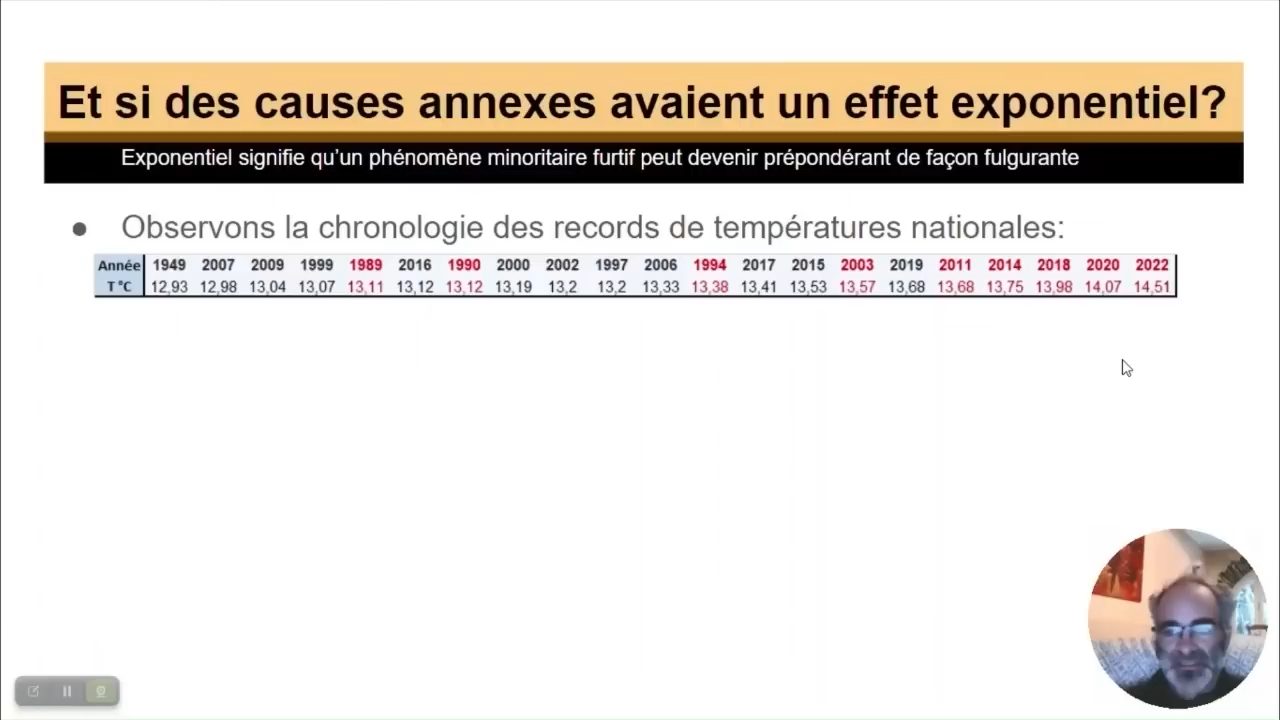 Et si des causes annexes avaient un effet exponentiel?
Exponentiel signifie qu'un phénomène minoritaire furtif peut devenir prépondérant de façon fulgurante
● Observons la chronologie des records de températures nationales:
Année 1949 2007 2009 1999 1989 2016 1990 2000 2002 1997 2006 1994 2017 2015 2003 2019 2011 2014 2018 2020 2022
T°C 12,93 12,98 13,04 13,07 13,11 13,12 13,12 13,19 13,2 13,2 13,33 13,38 13,41 13,53 13,57 13,68 13,68 13,75 13,98 14,07 14,51